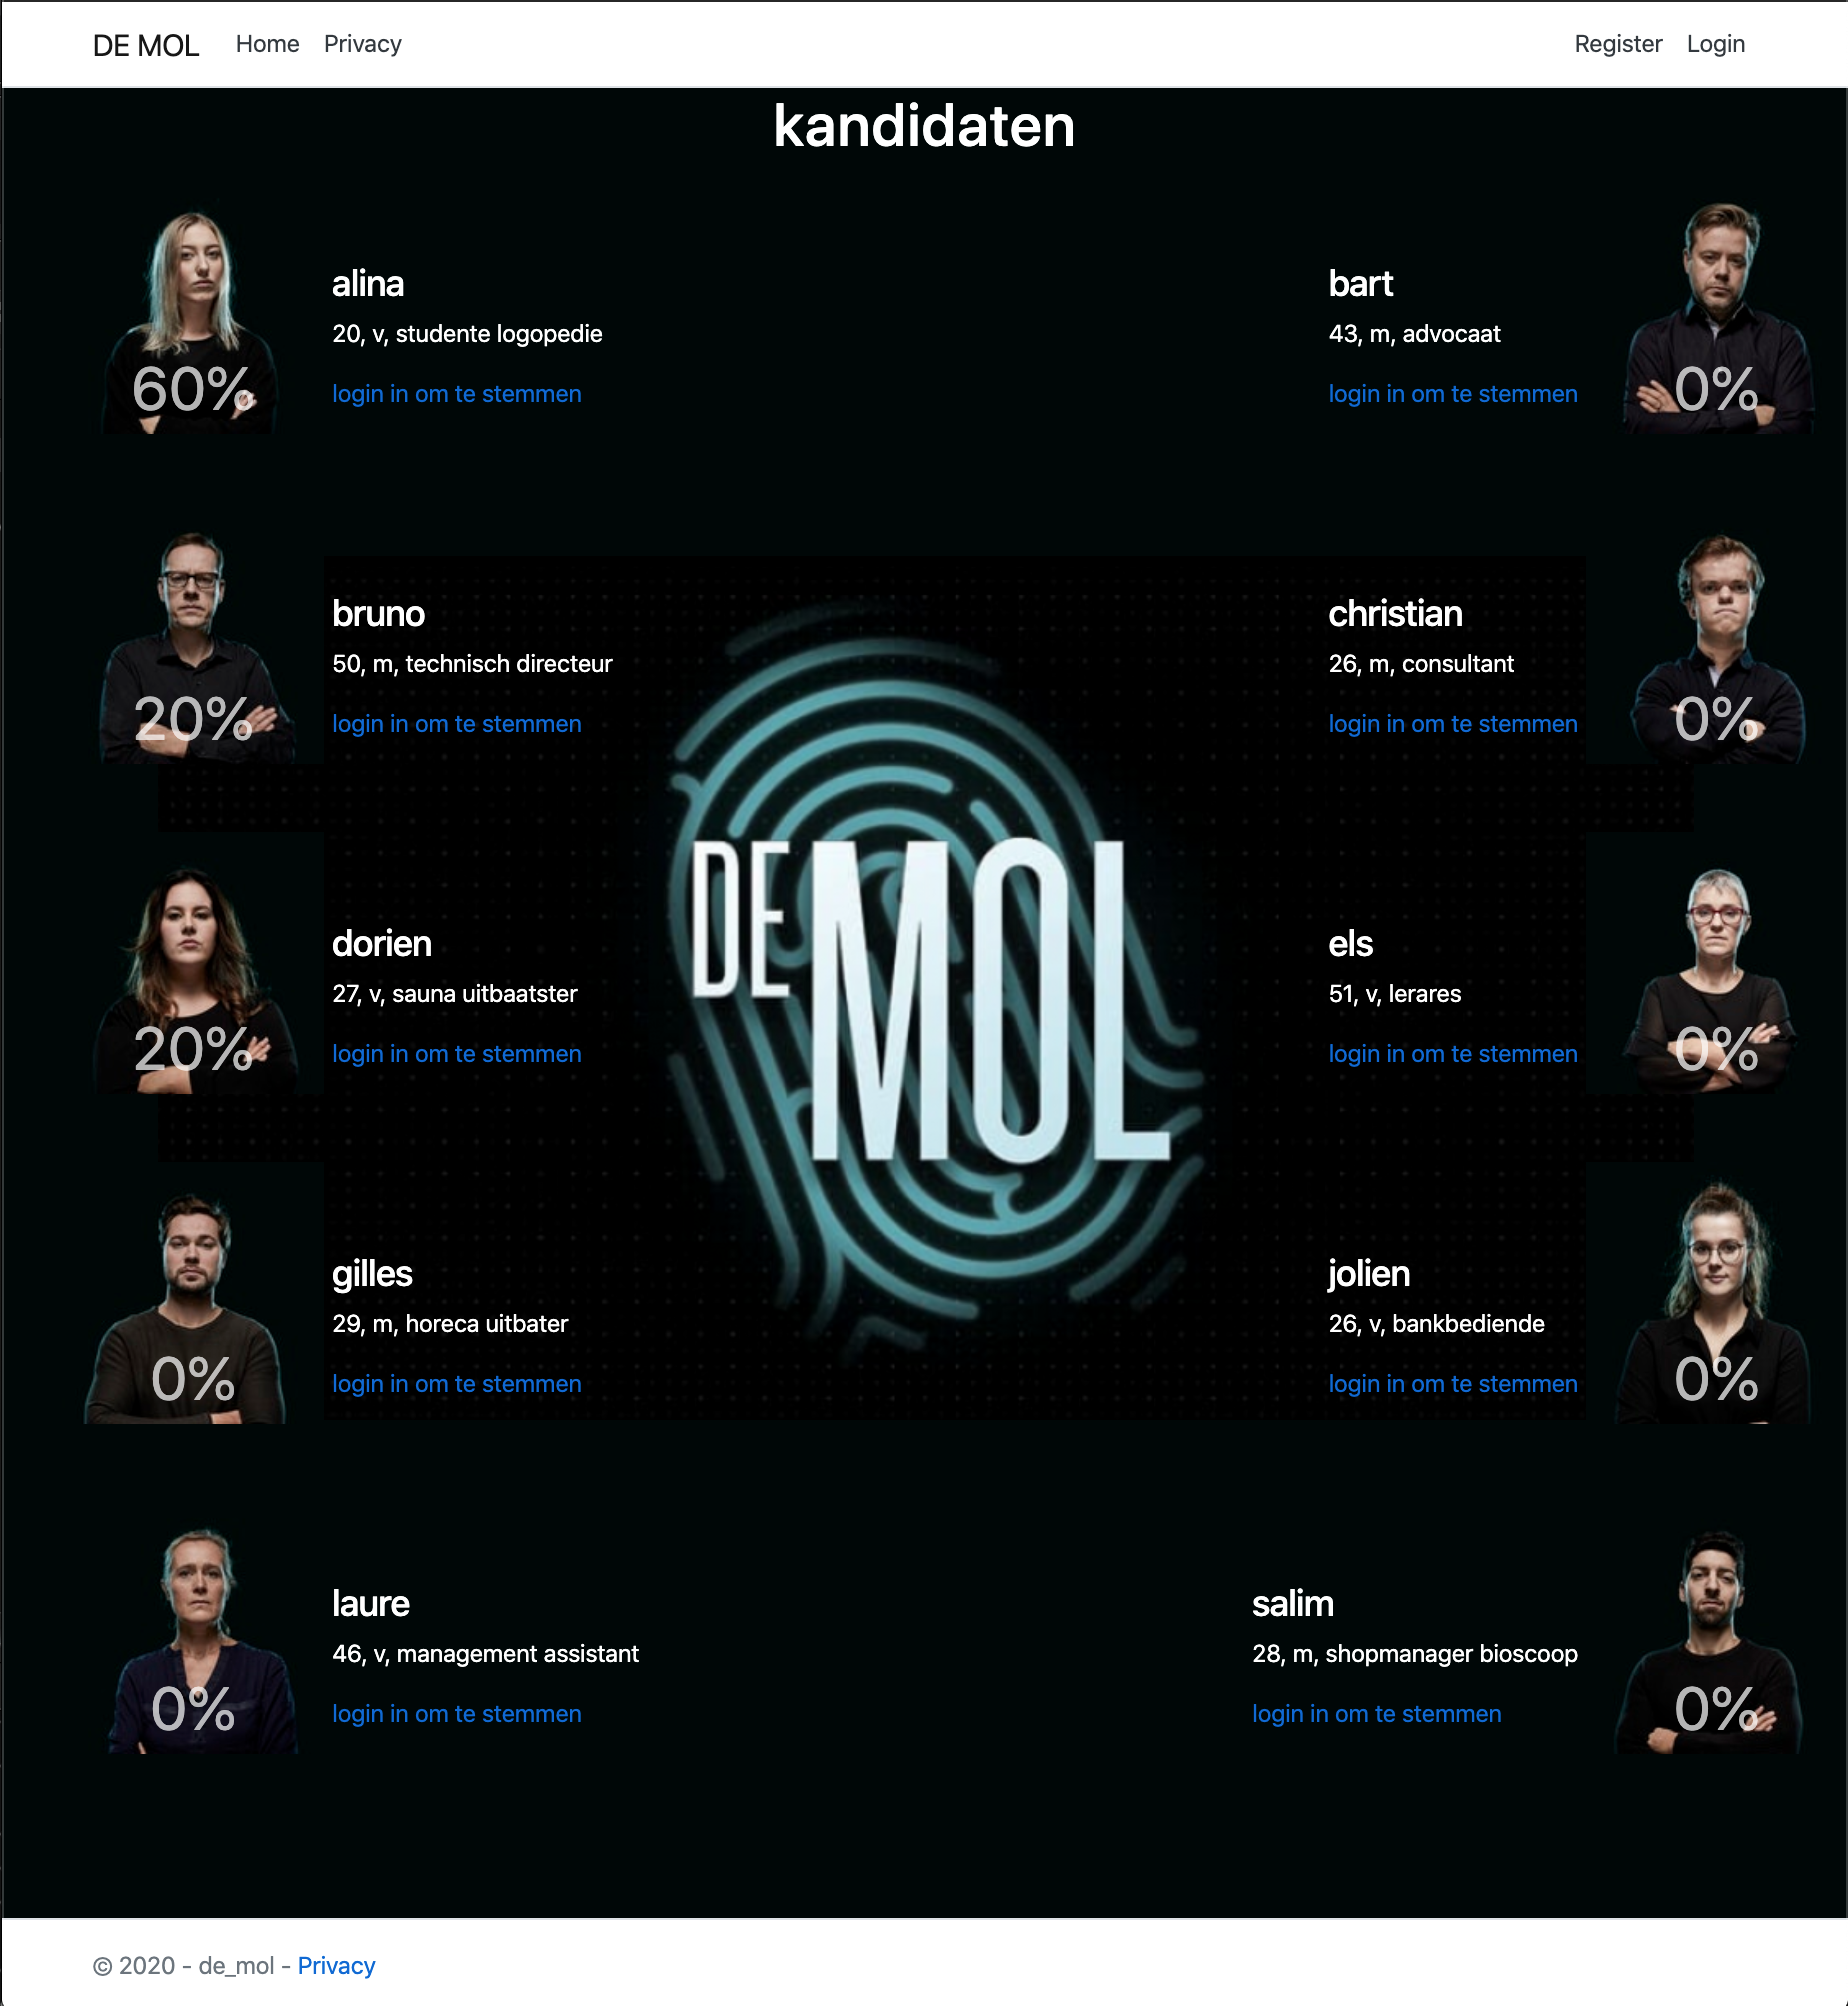 DE MOL Home Privacy Register Login
kandidaten
alina
20, v, studente logopedie
login in om te stemmen
60%
bart
43, m, advocaat
login in om te stemmen
0%
bruno
50, m, technisch directeur
login in om te stemmen
20%
christian
26, m, consultant
login in om te stemmen
0%
DE MOL
dorien
27, v, sauna uitbaatster
login in om te stemmen
20%
els
51, v, lerares
login in om te stemmen
0%
gilles
29, m, horeca uitbater
login in om te stemmen
0%
jolien
26, v, bankbediende
login in om te stemmen
0%
laure
46, v, management assistant
login in om te stemmen
0%
salim
28, m, shopmanager bioscoop
login in om te stemmen
0%
© 2020 - de_mol - Privacy